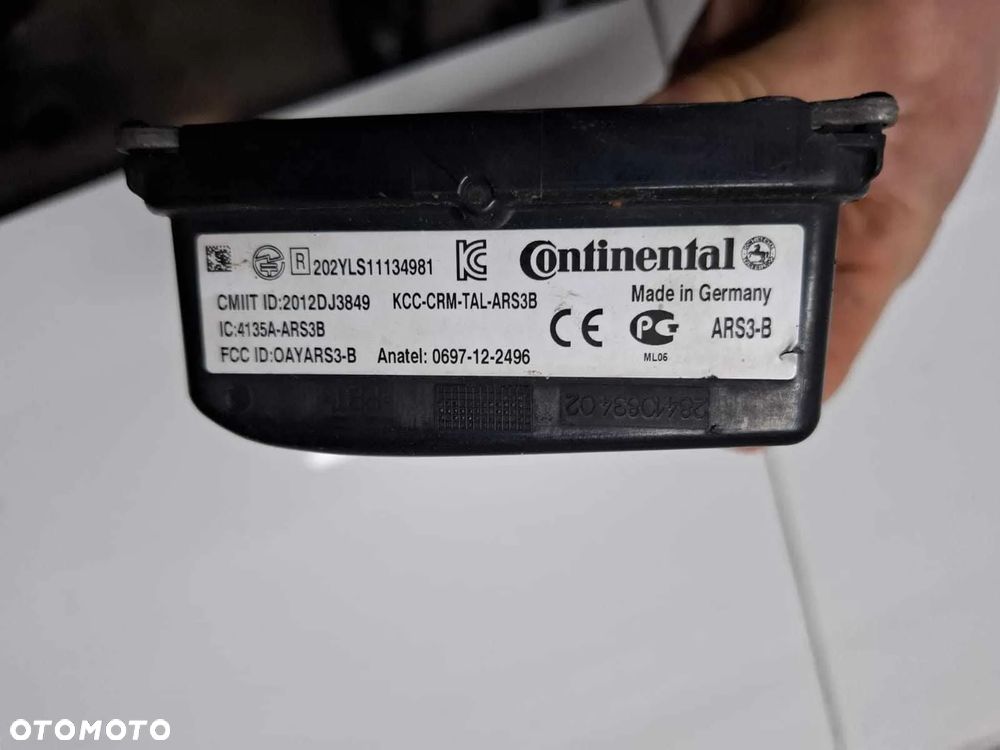 R 202YLS11134981
Continental
CMIIT ID:2012DJ3849 KCC-CRM-TAL-ARS3B
Made in Germany
IC:4135A-ARS3B
CE
ARS3-B
FCC ID:OAYARS3-B Anatel: 0697-12-2496
ML06
OTOMOTO